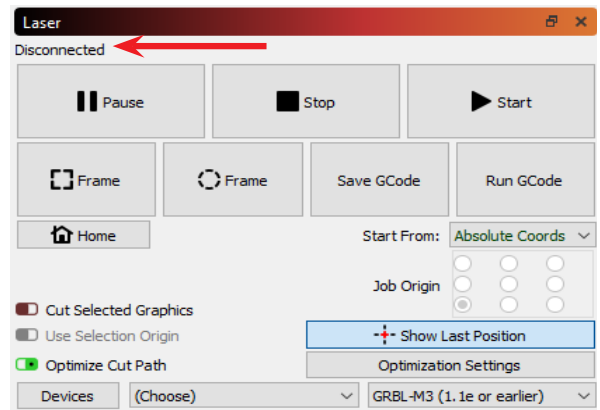 Laser
Disconnected
Pause Stop Start
Frame Frame Save GCode Run GCode
Home Start From: Absolute Coords
Job Origin
Cut Selected Graphics
Use Selection Origin Show Last Position
Optimize Cut Path Optimization Settings
Devices (Choose) GRBL-M3 (1.1e or earlier)